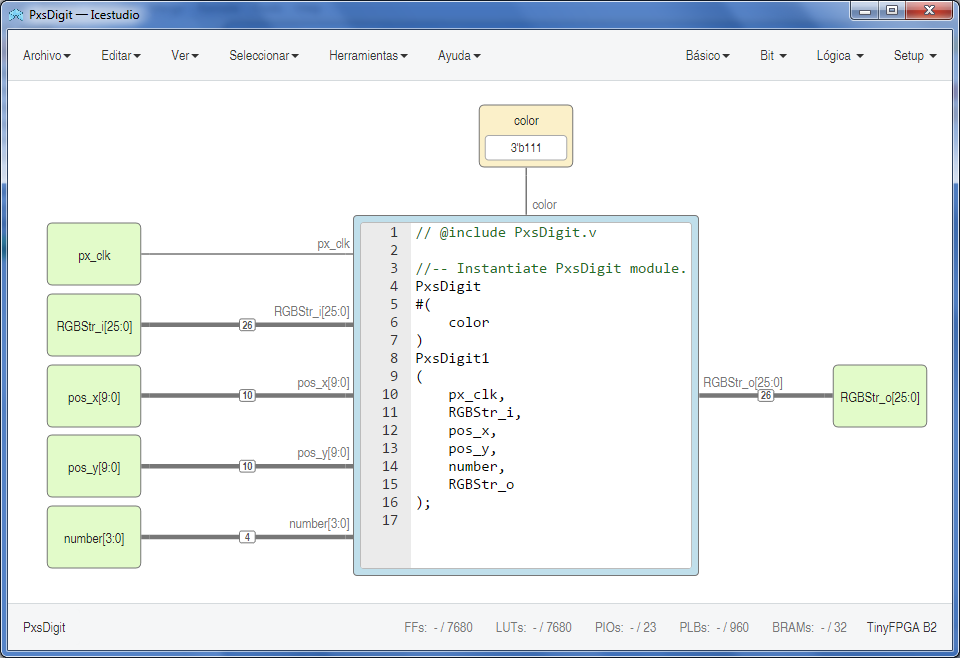 PxsDigit — Icestudio
Archivo Editar Ver Seleccionar Herramientas Ayuda Básico Bit Lógica Setup
color
3'b111
color
px_clk
px_clk
RGBStr_i[25:0]
26
RGBStr_i[25:0]
pos_x[9:0]
10
pos_x[9:0]
pos_y[9:0]
10
pos_y[9:0]
number[3:0]
4
number[3:0]
1 // @include PxsDigit.v
2
3 //-- Instantiate PxsDigit module.
4 PxsDigit
5 #(
6 color
7 )
8 PxsDigit1
9 (
10 px_clk,
11 RGBStr_i,
12 pos_x,
13 pos_y,
14 number,
15 RGBStr_o
16 );
17
RGBStr_o[25:0]
26
RGBStr_o[25:0]
PxsDigit FFs: - / 7680 LUTs: - / 7680 PIOs: - / 23 PLBs: - / 960 BRAMs: - / 32 TinyFPGA B2